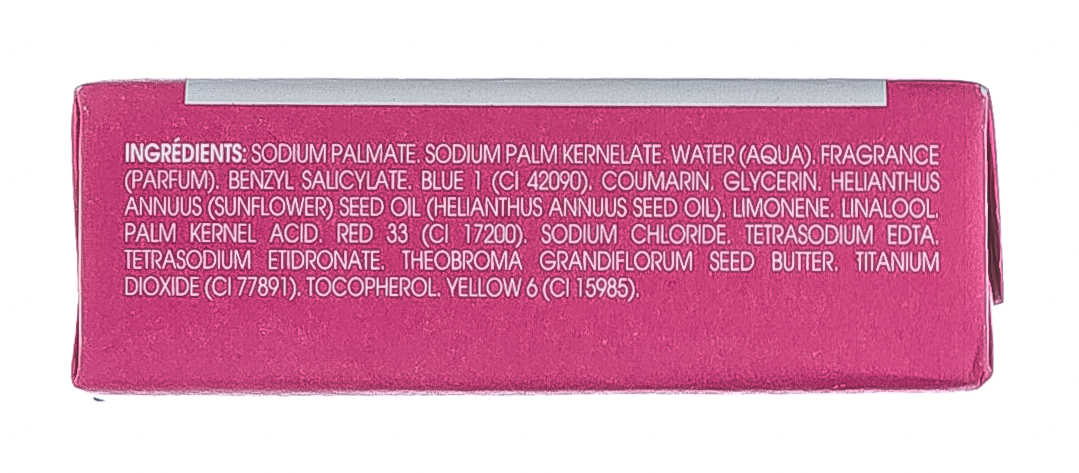 INGRÉDIENTS: SODIUM PALMATE. SODIUM PALM KERNELATE. WATER (AQUA). FRAGRANCE
(PARFUM). BENZYL SALICYLATE. BLUE 1 (CI 42090). COUMARIN. GLYCERIN. HELIANTHUS
ANNUUS (SUNFLOWER) SEED OIL (HELIANTHUS ANNUUS SEED OIL). LIMONENE. LINALOOL.
PALM KERNEL ACID. RED 33 (CI 17200). SODIUM CHLORIDE. TETRASODIUM EDTA.
TETRASODIUM ETIDRONATE. THEOBROMA GRANDIFLORUM SEED BUTTER. TITANIUM
DIOXIDE (CI 77891). TOCOPHEROL. YELLOW 6 (CI 15985).